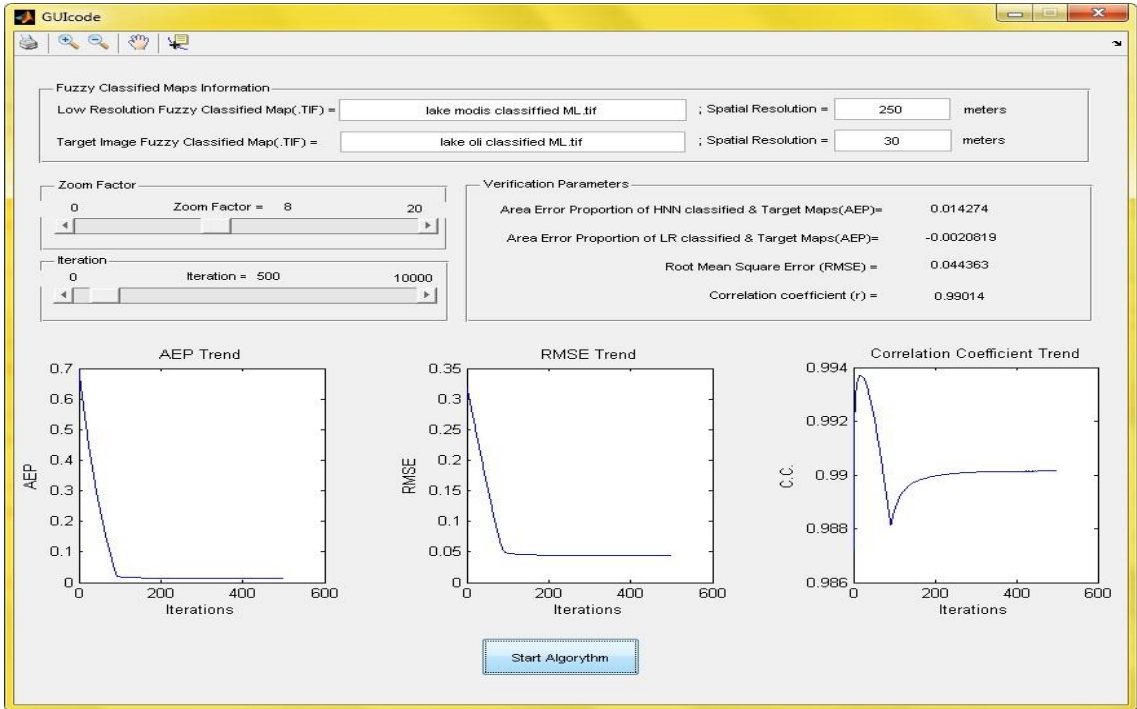 GUIcode
Fuzzy Classified Maps Information
Low Resolution Fuzzy Classified Map(.TIF) = lake modis classiffied ML.tif ; Spatial Resolution = 250 meters
Target Image Fuzzy Classified Map(.TIF) = lake oli classified ML.tif ; Spatial Resolution = 30 meters
Zoom Factor
0 Zoom Factor = 8 20
Iteration
0 Iteration = 500 10000
Verification Parameters
Area Error Proportion of HNN classified & Target Maps(AEP)= 0.014274
Area Error Proportion of LR classified & Target Maps(AEP)= -0.0020819
Root Mean Square Error (RMSE) = 0.044363
Correlation coefficient (r) = 0.99014
AEP Trend
0.7
0.6
0.5
0.4
0.3
0.2
0.1
0
AEP
0 200 400 600
Iterations
RMSE Trend
0.35
0.3
0.25
0.2
0.15
0.1
0.05
0
RMSE
0 200 400 600
Iterations
Correlation Coefficient Trend
0.994
0.992
0.99
0.988
0.986
C.C.
0 200 400 600
Iterations
Start Algorythm